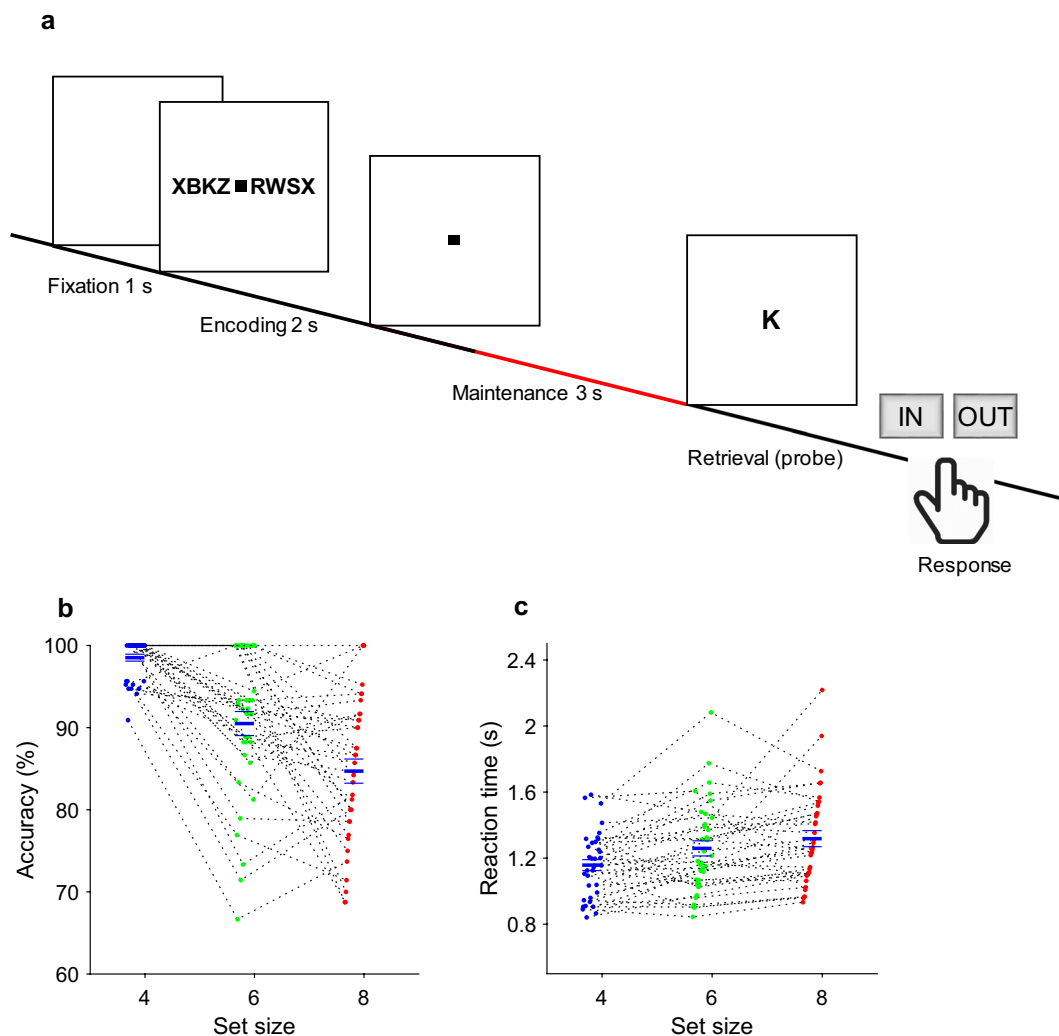 a
XBKZ ■ RWSX
Fixation 1 s
Encoding 2 s
K
Maintenance 3 s
IN OUT
Retrieval (probe)
Response
b
100
90
80
70
60
Accuracy (%)
4 6 8
Set size
c
2.4
2
1.6
1.2
0.8
Reaction time (s)
4 6 8
Set size